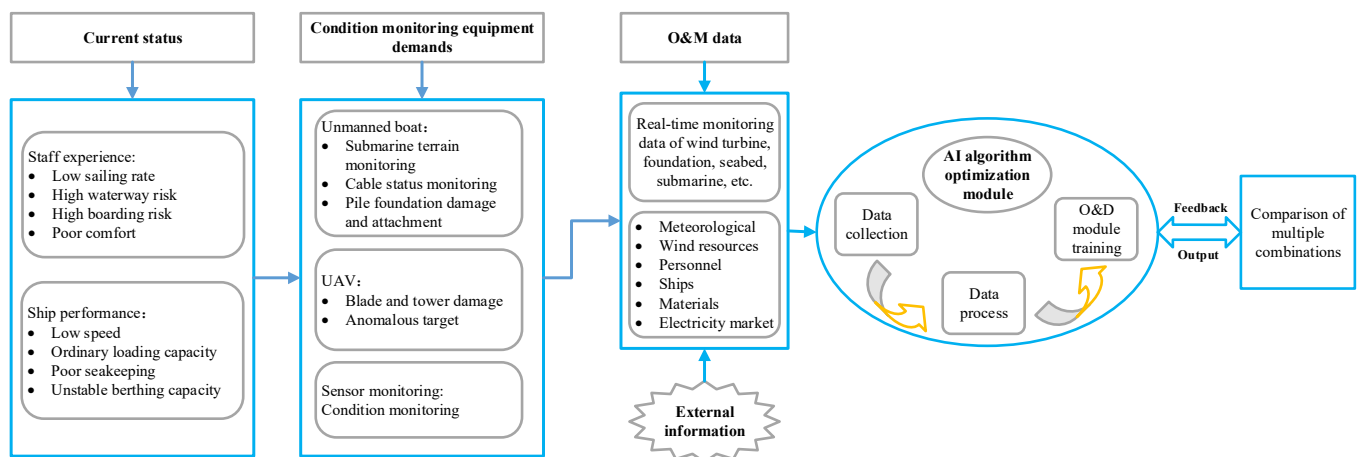 Current status
Staff experience:
• Low sailing rate
• High waterway risk
• High boarding risk
• Poor comfort
Ship performance：
• Low speed
• Ordinary loading capacity
• Poor seakeeping
• Unstable berthing capacity
Condition monitoring equipment
demands
Unmanned boat：
• Submarine terrain
monitoring
• Cable status monitoring
• Pile foundation damage
and attachment
UAV：
• Blade and tower damage
• Anomalous target
Sensor monitoring:
Condition monitoring
O&M data
Real-time monitoring
data of wind turbine,
foundation, seabed,
submarine, etc.
• Meteorological
• Wind resources
• Personnel
• Ships
• Materials
• Electricity market
External
information
AI algorithm
optimization
module
Data
collection
Data
process
O&D
module
training
Feedback
Output
Comparison of
multiple
combinations